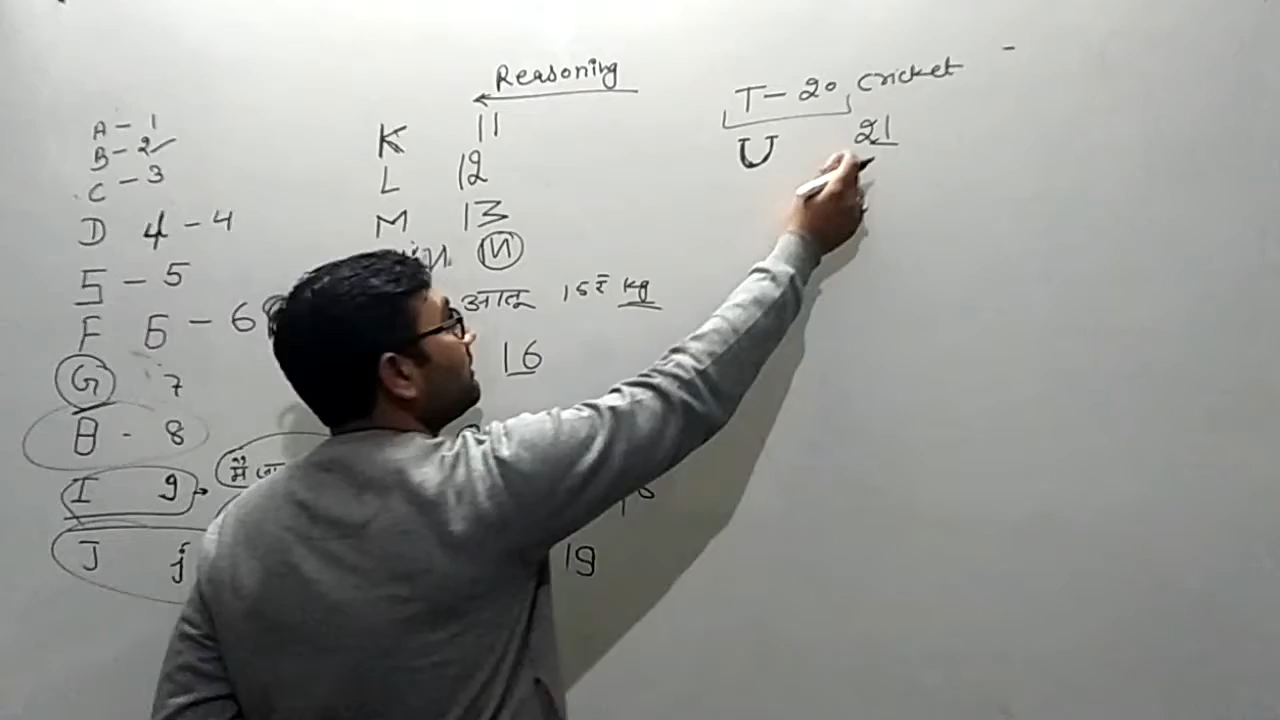 Reasoning
A - 1
B - 2
C - 3
D 4 - 4
5 - 5
F 6 - 6
G 7
B - 8
I 9
में
J j
K 11
L 12
M 13
N
आलू 15₹ kg
16
19
T - 20 Cricket
U 21